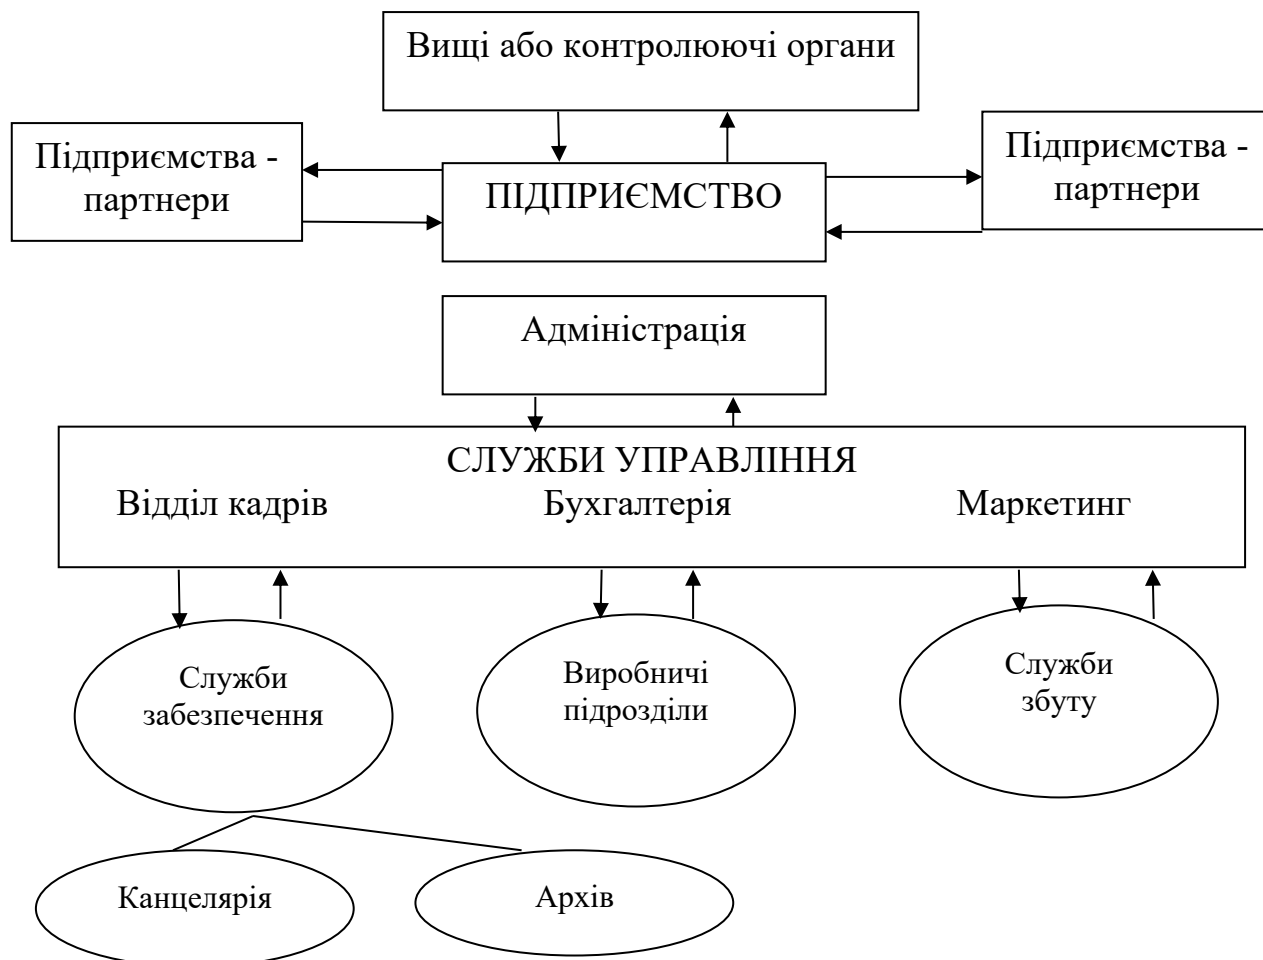 Вищі або контролюючі органи
Підприємства -
партнери
ПІДПРИЄМСТВО
Підприємства -
партнери
Адміністрація
СЛУЖБИ УПРАВЛІННЯ
Відділ кадрів Бухгалтерія Маркетинг
Служби
забезпечення
Виробничі
підрозділи
Служби
збуту
Канцелярія
Архів